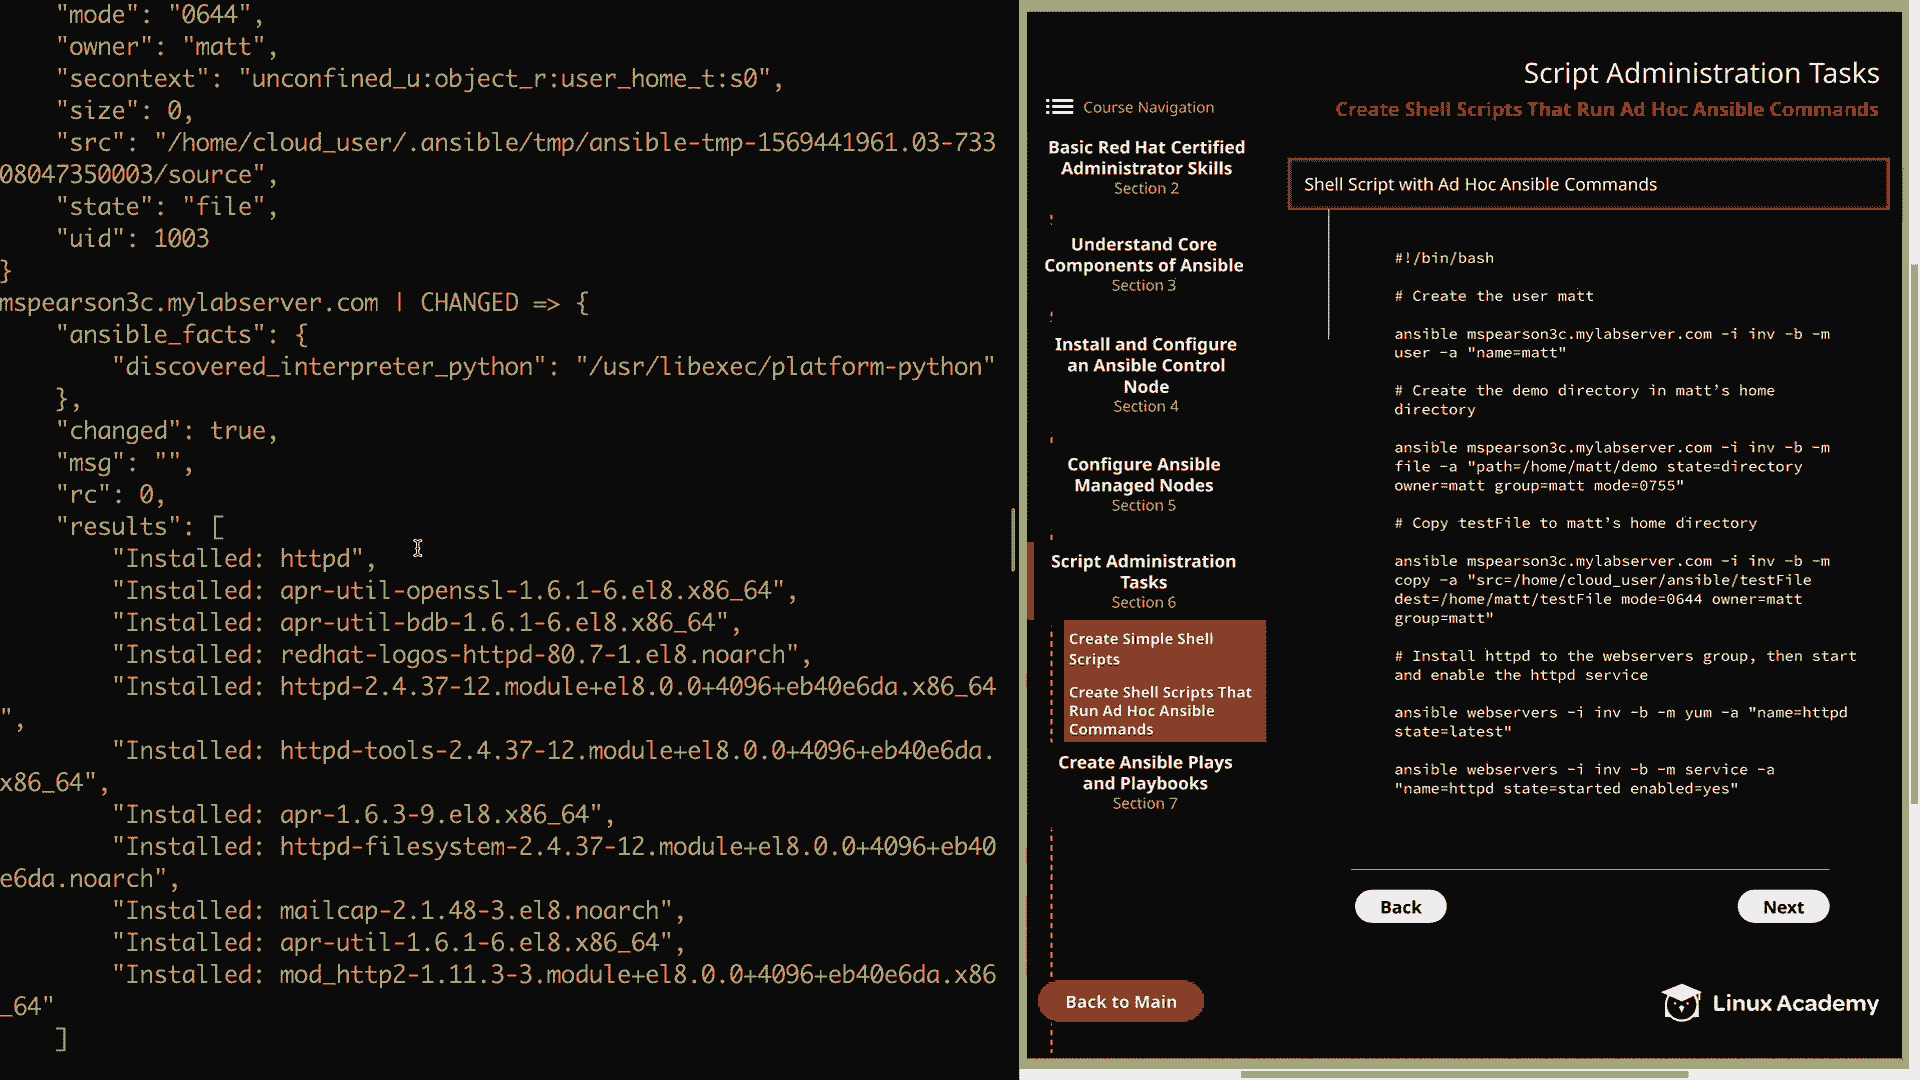 "mode": "0644",
"owner": "matt",
"secontext": "unconfined_u:object_r:user_home_t:s0",
"size": 0,
"src": "/home/cloud_user/.ansible/tmp/ansible-tmp-1569441961.03-733
08047350003/source",
"state": "file",
"uid": 1003
}
mspearson3c.mylabserver.com | CHANGED => {
"ansible_facts": {
"discovered_interpreter_python": "/usr/libexec/platform-python"
},
"changed": true,
"msg": "",
"rc": 0,
"results": [
"Installed: httpd",
"Installed: apr-util-openssl-1.6.1-6.el8.x86_64",
"Installed: apr-util-bdb-1.6.1-6.el8.x86_64",
"Installed: redhat-logos-httpd-80.7-1.el8.noarch",
"Installed: httpd-2.4.37-12.module+el8.0.0+4096+eb40e6da.x86_64
",
"Installed: httpd-tools-2.4.37-12.module+el8.0.0+4096+eb40e6da.
x86_64",
"Installed: apr-1.6.3-9.el8.x86_64",
"Installed: httpd-filesystem-2.4.37-12.module+el8.0.0+4096+eb40
e6da.noarch",
"Installed: mailcap-2.1.48-3.el8.noarch",
"Installed: apr-util-1.6.1-6.el8.x86_64",
"Installed: mod_http2-1.11.3-3.module+el8.0.0+4096+eb40e6da.x86
_64"
]
Script Administration Tasks
Create Shell Scripts That Run Ad Hoc Ansible Commands
Course Navigation
Basic Red Hat Certified
Administrator Skills
Section 2
Understand Core
Components of Ansible
Section 3
Install and Configure
an Ansible Control
Node
Section 4
Configure Ansible
Managed Nodes
Section 5
Script Administration
Tasks
Section 6
Create Simple Shell
Scripts
Create Shell Scripts That
Run Ad Hoc Ansible
Commands
Create Ansible Plays
and Playbooks
Section 7
Back to Main
Shell Script with Ad Hoc Ansible Commands
#!/bin/bash
# Create the user matt
ansible mspearson3c.mylabserver.com -i inv -b -m
user -a "name=matt"
# Create the demo directory in matt's home
directory
ansible mspearson3c.mylabserver.com -i inv -b -m
file -a "path=/home/matt/demo state=directory
owner=matt group=matt mode=0755"
# Copy testFile to matt's home directory
ansible mspearson3c.mylabserver.com -i inv -b -m
copy -a "src=/home/cloud_user/ansible/testFile
dest=/home/matt/testFile mode=0644 owner=matt
group=matt"
# Install httpd to the webservers group, then start
and enable the httpd service
ansible webservers -i inv -b -m yum -a "name=httpd
state=latest"
ansible webservers -i inv -b -m service -a
"name=httpd state=started enabled=yes"
Back
Next
Linux Academy